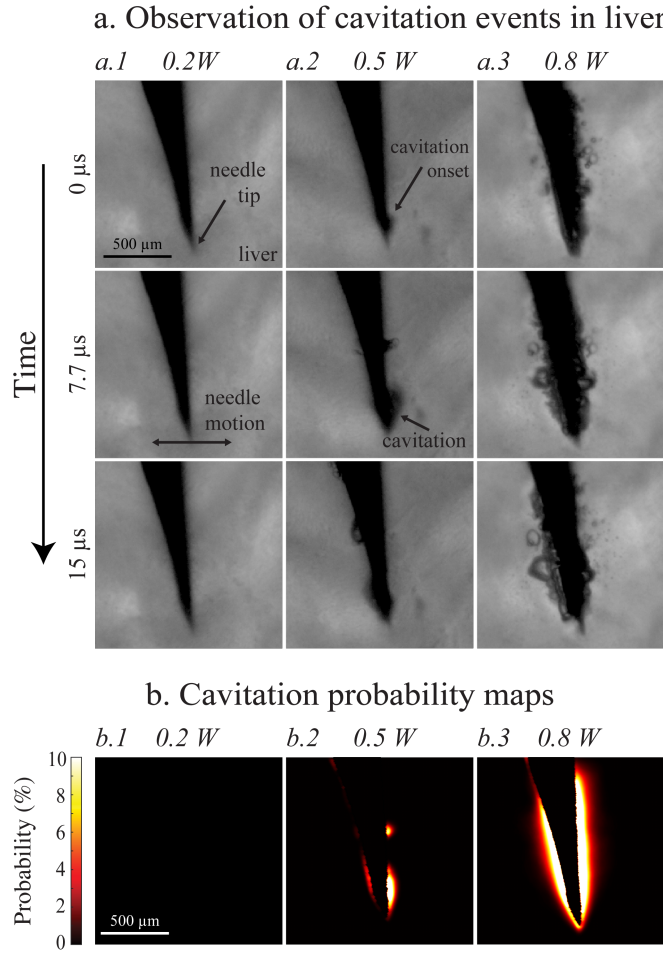 a. Observation of cavitation events in liver
a.1 0.2W
a.2 0.5 W
a.3 0.8 W
Time
0 µs
needle
tip
500 µm
liver
cavitation
onset
7.7 µs
needle
motion
cavitation
15 µs
b. Cavitation probability maps
b.1 0.2 W
b.2 0.5 W
b.3 0.8 W
Probability (%)
10
8
6
4
2
0
500 µm